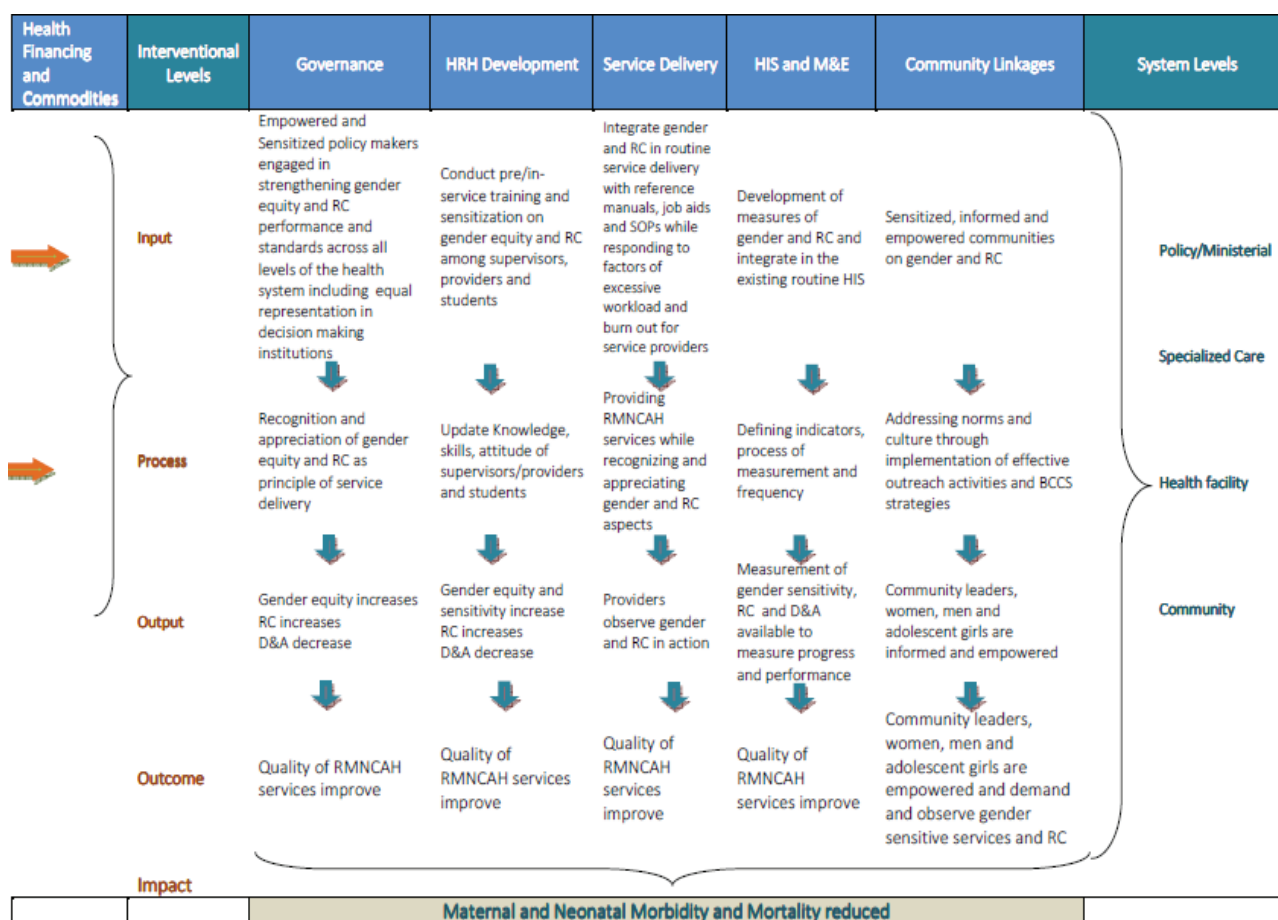 Health
Financing
and
Commodities
Interventional
Levels
Governance
HRH Development
Service Delivery
HIS and M&E
Community Linkages
System Levels
Input
Empowered and
Sensitized policy makers
engaged in
strengthening gender
equity and RC
performance and
standards across all
levels of the health
system including equal
representation in
decision making
institutions
Conduct pre/in-
service training and
sensitization on
gender equity and RC
among supervisors,
providers and
students
Integrate gender
and RC in routine
service delivery
with reference
manuals, job aids
and SOPs while
responding to
factors of
excessive
workload and
burn out for
service providers
Development of
measures of
gender and RC and
integrate in the
existing routine HIS
Sensitized, informed and
empowered communities
on gender and RC
Policy/Ministerial
Specialized Care
Process
Recognition and
appreciation of gender
equity and RC as
principle of service
delivery
Update Knowledge,
skills, attitude of
supervisors/providers
and students
Providing
RMNCAH
services while
recognizing and
appreciating
gender and RC
aspects
Defining indicators,
process of
measurement and
frequency
Addressing norms and
culture through
implementation of effective
outreach activities and BCCS
strategies
Health facility
Output
Gender equity increases
RC increases
D&A decrease
Gender equity and
sensitivity increase
RC increases
D&A decrease
Providers
observe gender
and RC in action
Measurement of
gender sensitivity,
RC and D&A
available to
measure progress
and performance
Community leaders,
women, men and
adolescent girls are
informed and empowered
Community
Outcome
Quality of RMNCAH
services improve
Quality of
RMNCAH services
improve
Quality of
RMNCAH
services
improve
Quality of
RMNCAH
services improve
Community leaders,
women, men and
adolescent girls are
empowered and demand
and observe gender
sensitive services and RC
Impact
Maternal and Neonatal Morbidity and Mortality reduced